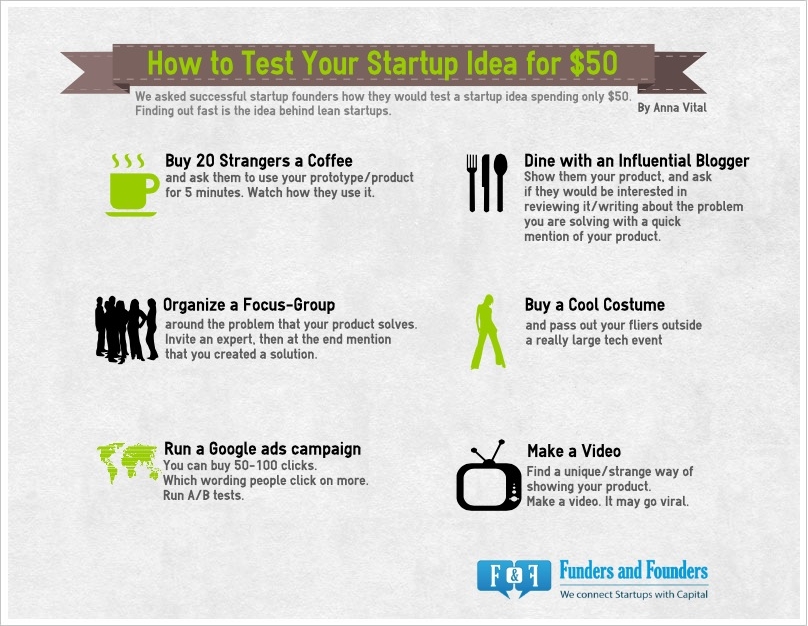 How to Test Your Startup Idea for $50
We asked successful startup founders how they would test a startup idea spending only $50.
Finding out fast is the idea behind lean startups.
By Anna Vital
Buy 20 Strangers a Coffee
and ask them to use your prototype/product
for 5 minutes. Watch how they use it.
Dine with an Influential Blogger
Show them your product, and ask
if they would be interested in
reviewing it/writing about the problem
you are solving with a quick
mention of your product.
Organize a Focus-Group
around the problem that your product solves.
Invite an expert, then at the end mention
that you created a solution.
Buy a Cool Costume
and pass out your fliers outside
a really large tech event
Run a Google ads campaign
You can buy 50-100 clicks.
Which wording people click on more.
Run A/B tests.
Make a Video
Find a unique/strange way of
showing your product.
Make a video. It may go viral.
F&F
Funders and Founders
We connect Startups with Capital